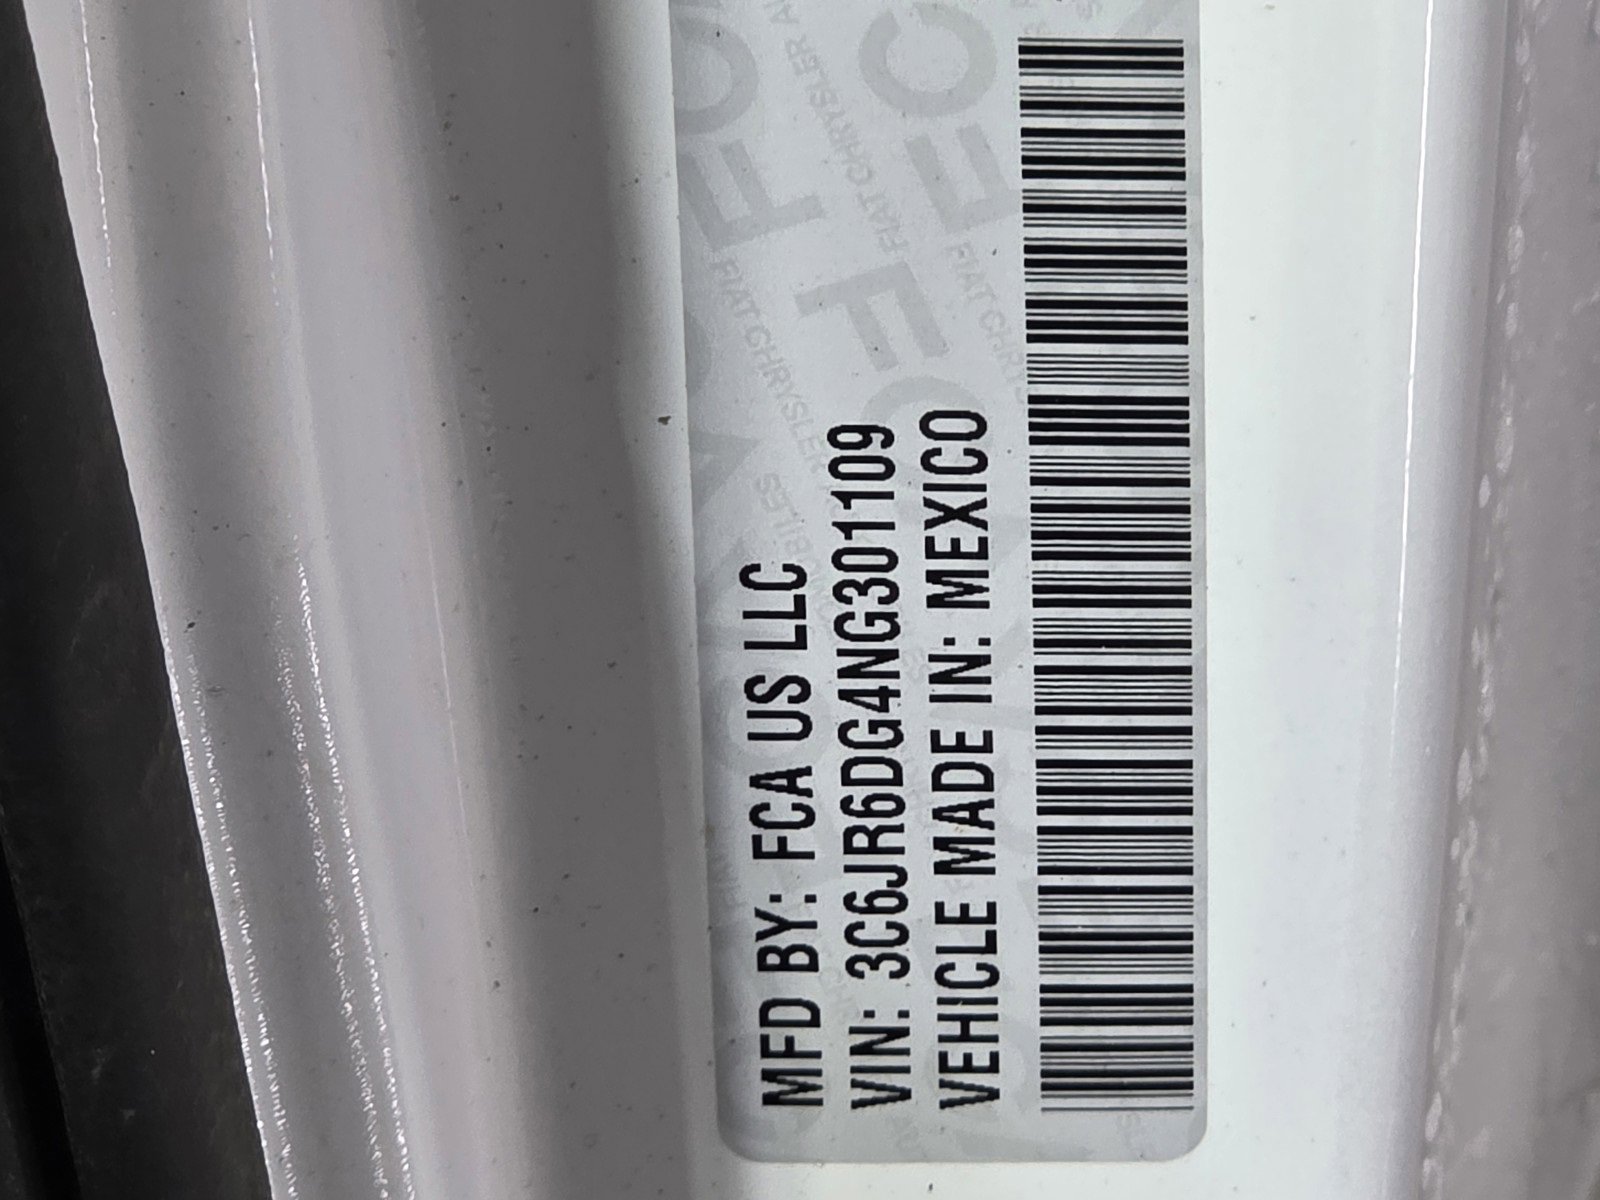 MFD BY: FCA US LLC
VIN: 3C6JR6DG4NG301109
VEHICLE MADE IN: MEXICO